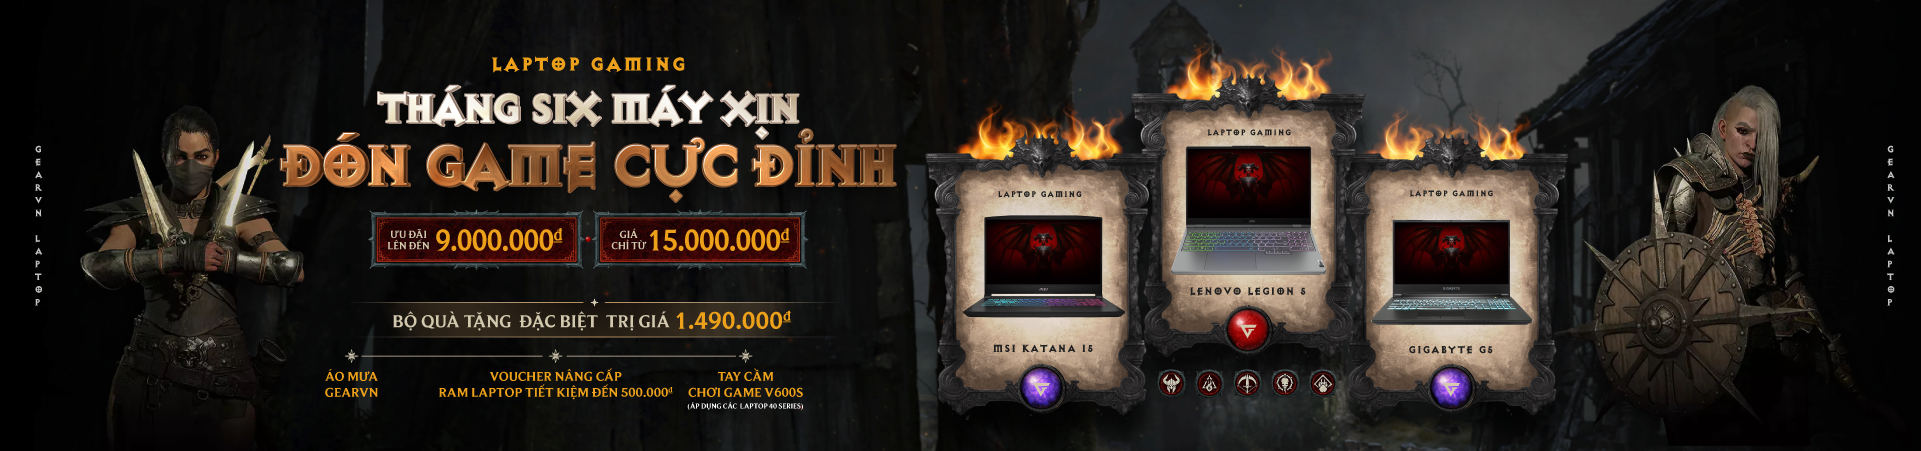 GEARVN LAPTOP
LAPTOP GAMING
THÁNG SIX MÁY XỊN
ĐÓN GAME CỰC ĐỈNH
ƯU ĐÃI
LÊN ĐẾN
9.000.000đ
GIÁ
CHỈ TỪ
15.000.000đ
BỘ QUÀ TẶNG ĐẶC BIỆT TRỊ GIÁ 1.490.000đ
ÁO MƯA
GEARVN
VOUCHER NÂNG CẤP
RAM LAPTOP TIẾT KIỆM ĐẾN 500.000đ
TAY CẦM
CHƠI GAME V600S
(ÁP DỤNG CÁC LAPTOP 40 SERIES)
LAPTOP GAMING
MSI KATANA 15
LAPTOP GAMING
LENOVO LEGION 5
LAPTOP GAMING
GIGABYTE
GIGABYTE G5
GEARVN LAPTOP